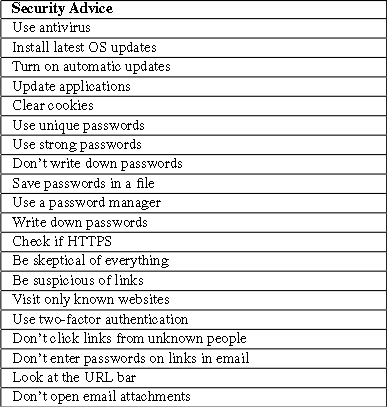 Security Advice
Use antivirus
Install latest OS updates
Turn on automatic updates
Update applications
Clear cookies
Use unique passwords
Use strong passwords
Don't write down passwords
Save passwords in a file
Use a password manager
Write down passwords
Check if HTTPS
Be skeptical of everything
Be suspicious of links
Visit only known websites
Use two-factor authentication
Don't click links from unknown people
Don't enter passwords on links in email
Look at the URL bar
Don't open email attachments